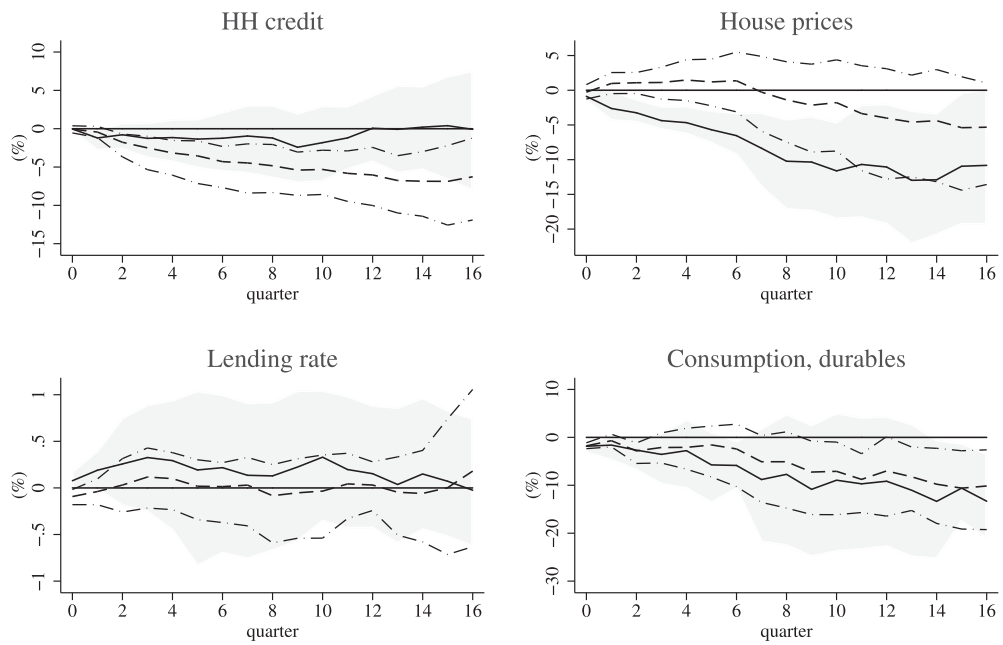 HH credit
(%)
10
5
0
−5
−10
−15
0 2 4 6 8 10 12 14 16
quarter
House prices
(%)
5
0
−5
−10
−15
−20
0 2 4 6 8 10 12 14 16
quarter
Lending rate
(%)
1
.5
0
−.5
−1
0 2 4 6 8 10 12 14 16
quarter
Consumption, durables
(%)
10
0
−10
−20
−30
0 2 4 6 8 10 12 14 16
quarter